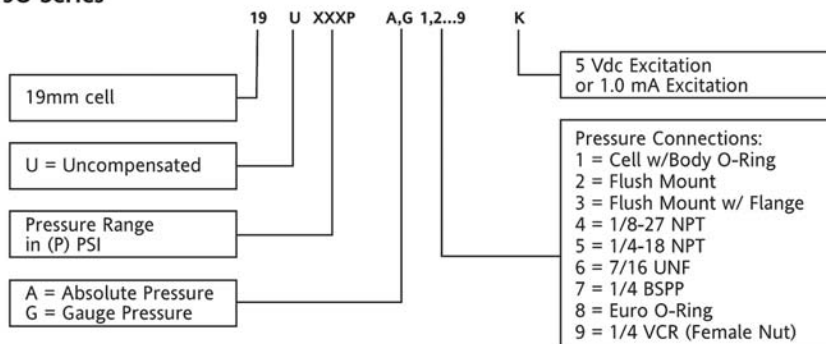 19 U XXXP A,G 1,2...9 K
19mm cell
U = Uncompensated
Pressure Range
in (P) PSI
A = Absolute Pressure
G = Gauge Pressure
5 Vdc Excitation
or 1.0 mA Excitation
Pressure Connections:
1 = Cell w/Body O-Ring
2 = Flush Mount
3 = Flush Mount w/ Flange
4 = 1/8-27 NPT
5 = 1/4-18 NPT
6 = 7/16 UNF
7 = 1/4 BSPP
8 = Euro O-Ring
9 = 1/4 VCR (Female Nut)